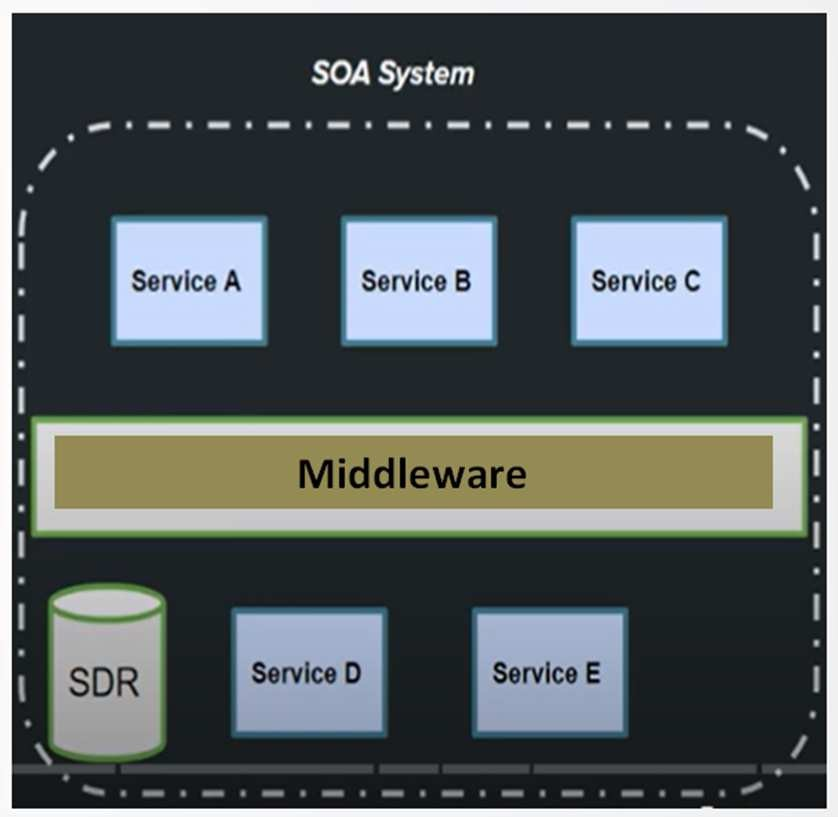 SOA System
Service A
Service B
Service C
Middleware
SDR
Service D
Service E